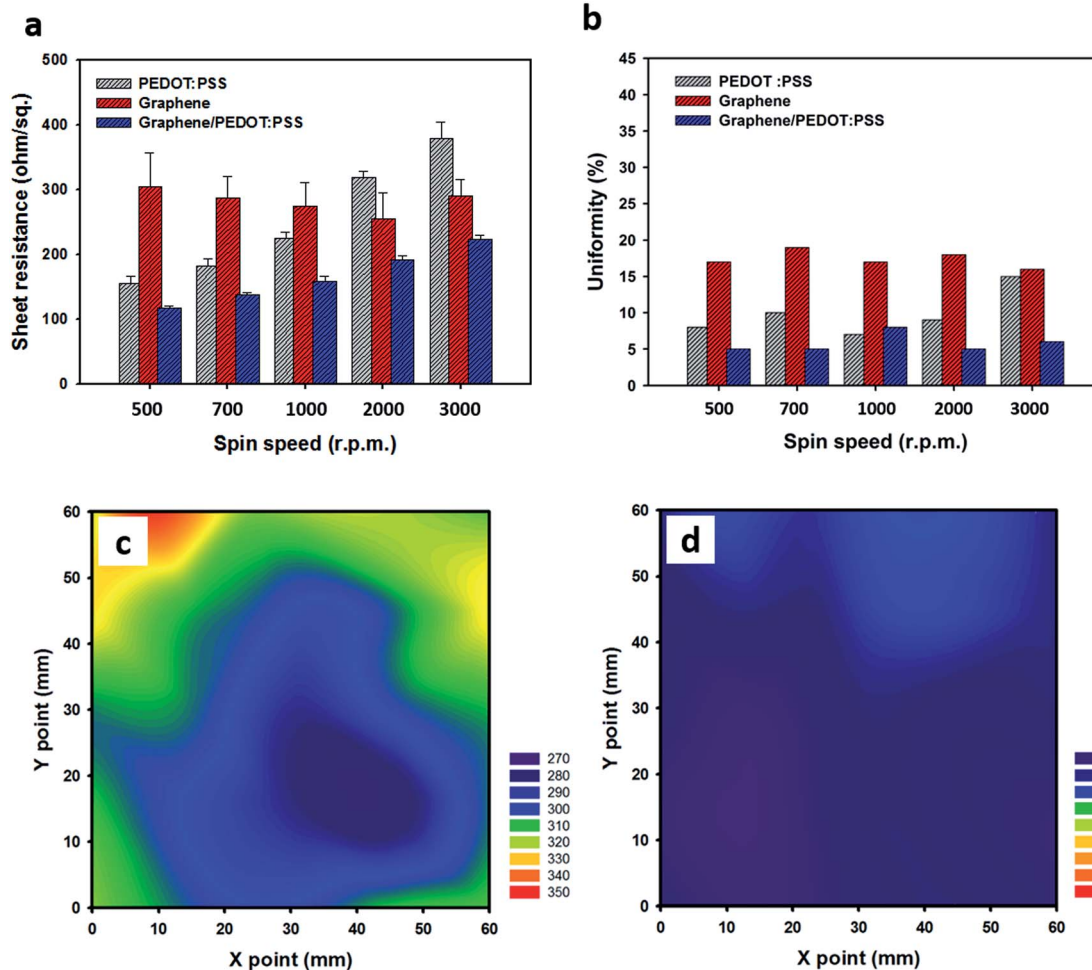 a
500
400
300
200
100
0
Sheet resistance (ohm/sq.)
PEDOT:PSS
Graphene
Graphene/PEDOT:PSS
500 700 1000 2000 3000
Spin speed (r.p.m.)
b
45
40
35
30
25
20
15
10
5
0
Uniformity (%)
PEDOT :PSS
Graphene
Graphene/PEDOT:PSS
500 700 1000 2000 3000
Spin speed (r.p.m.)
c
60
50
40
30
20
10
0
Y point (mm)
0 10 20 30 40 50 60
X point (mm)
270
280
290
300
310
320
330
340
350
d
60
50
40
30
20
10
0
Y point (mm)
0 10 20 30 40 50 60
X point (mm)